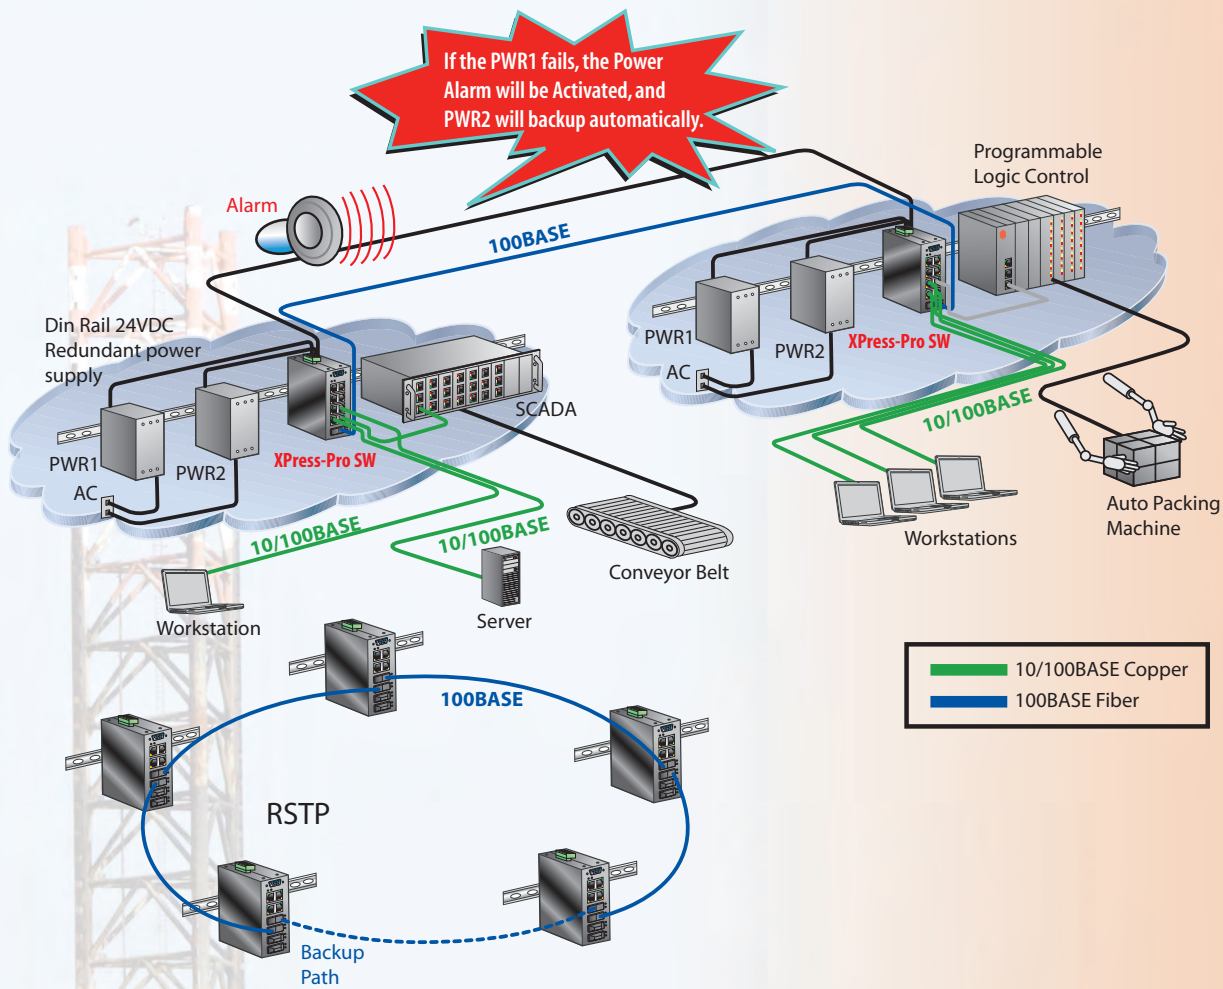 If the PWR1 fails, the Power
Alarm will be Activated, and
PWR2 will backup automatically.
Programmable
Logic Control
Alarm
100BASE
Din Rail 24VDC
Redundant power
supply
PWR1
PWR2
XPress-Pro SW
AC
SCADA
10/100BASE
PWR1
PWR2
XPress-Pro SW
AC
10/100BASE
10/100BASE
Workstations
Auto Packing
Machine
Conveyor Belt
Workstation
Server
10/100BASE Copper
100BASE Fiber
100BASE
RSTP
Backup
Path